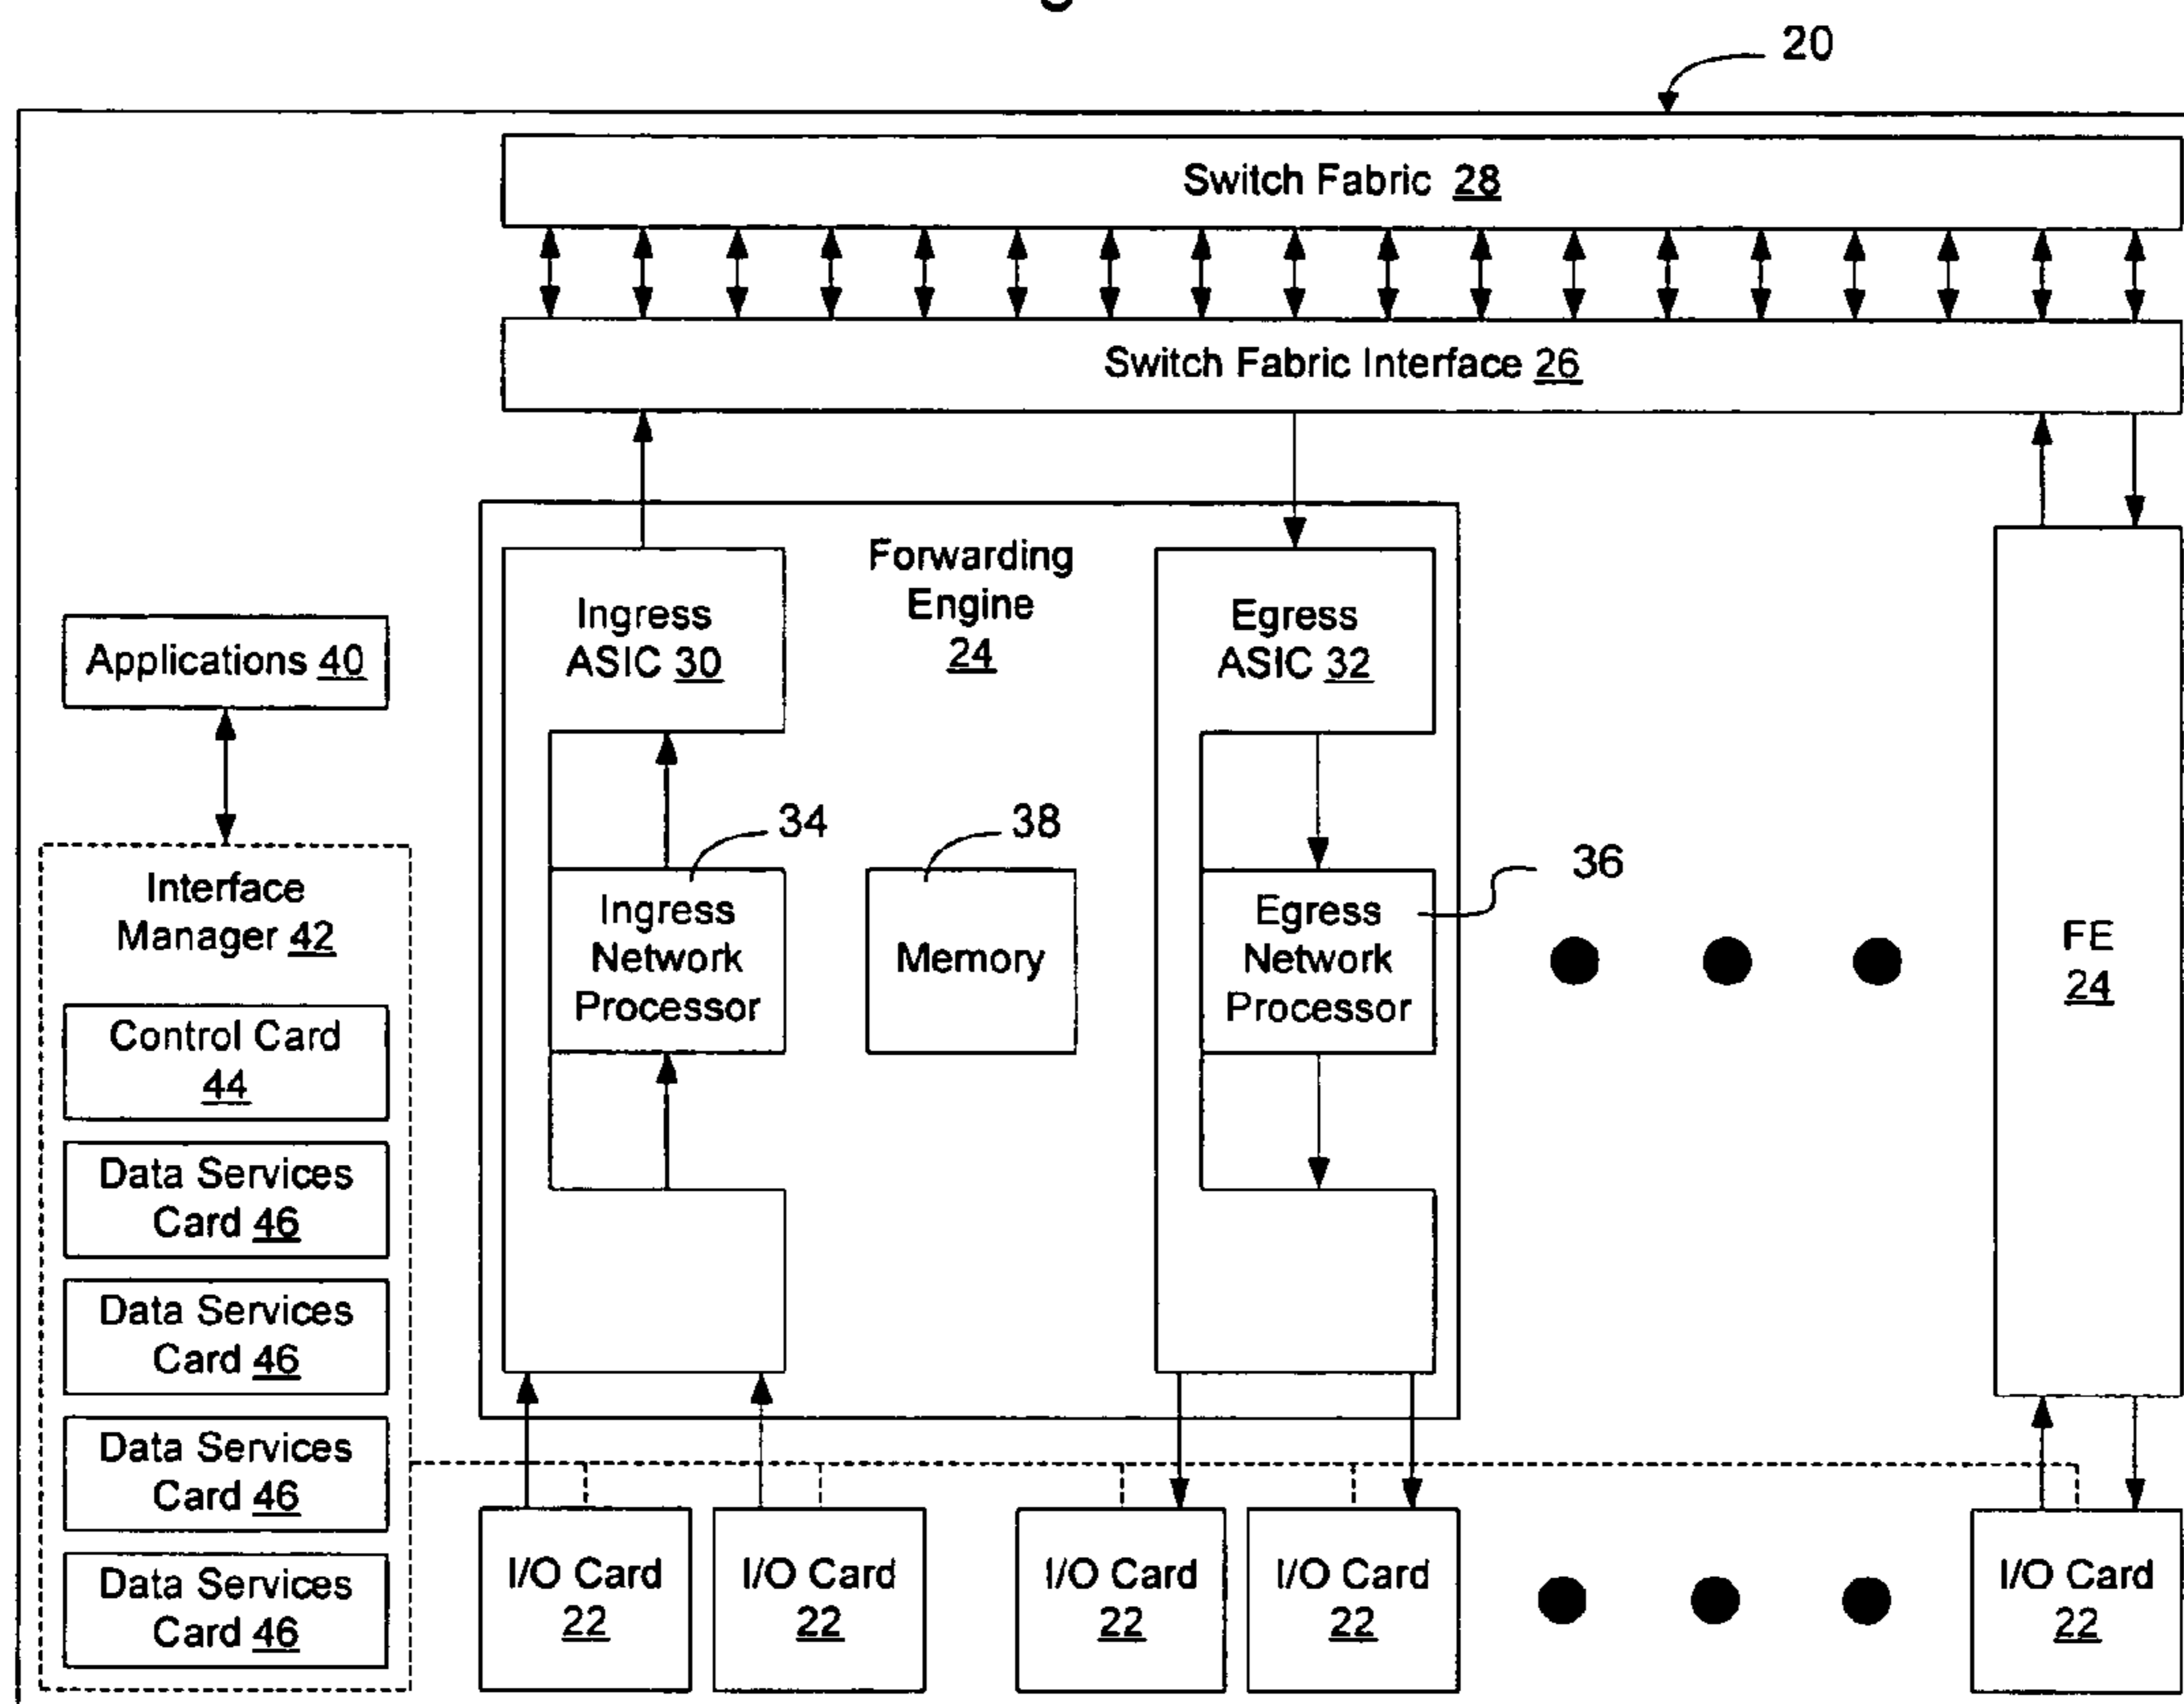 20
Switch Fabric 28
Switch Fabric Interface 26
Forwarding
Engine
24
Ingress
ASIC 30
Egress
ASIC 32
Applications 40
34
38
36
Interface
Manager 42
Ingress
Network
Processor
Memory
Egress
Network
Processor
FE
24
Control Card
44
Data Services
Card 46
Data Services
Card 46
Data Services
Card 46
Data Services
Card 46
I/O Card
22
I/O Card
22
I/O Card
22
I/O Card
22
I/O Card
22